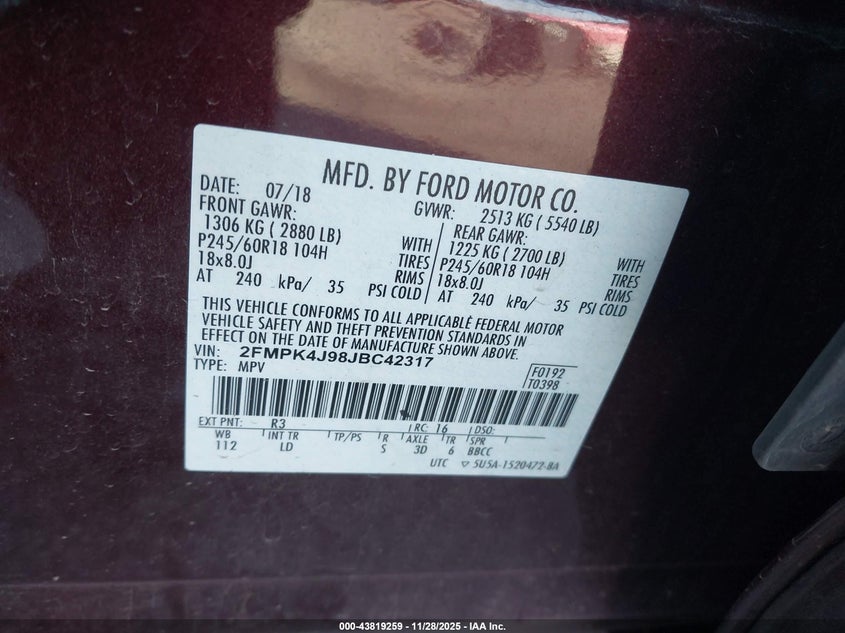 MFD. BY FORD MOTOR CO.
DATE: 07/18 GVWR: 2513 KG ( 5540 LB)
FRONT GAWR: REAR GAWR:
1306 KG ( 2880 LB) WITH 1225 KG ( 2700 LB) WITH
P245/60R18 104H TIRES P245/60R18 104H TIRES
18x8.0J RIMS 18x8.0J RIMS
AT 240 kPa/ 35 PSI COLD AT 240 kPa/ 35 PSI COLD
THIS VEHICLE CONFORMS TO ALL APPLICABLE FEDERAL MOTOR
VEHICLE SAFETY AND THEFT PREVENTION STANDARDS IN
EFFECT ON THE DATE OF MANUFACTURE SHOWN ABOVE.
VIN: 2FMPK4J98JBC42317
TYPE: MPV
F0192
T0398
EXT PNT: R3 RC: 16 DSO:
WB INT TR TP/PS R AXLE TR SPR
112 LD S 3D 6 BBCC
UTC ▽ 5U5A-1520472-BA
000-43819259 - 11/28/2025 - IAA Inc.